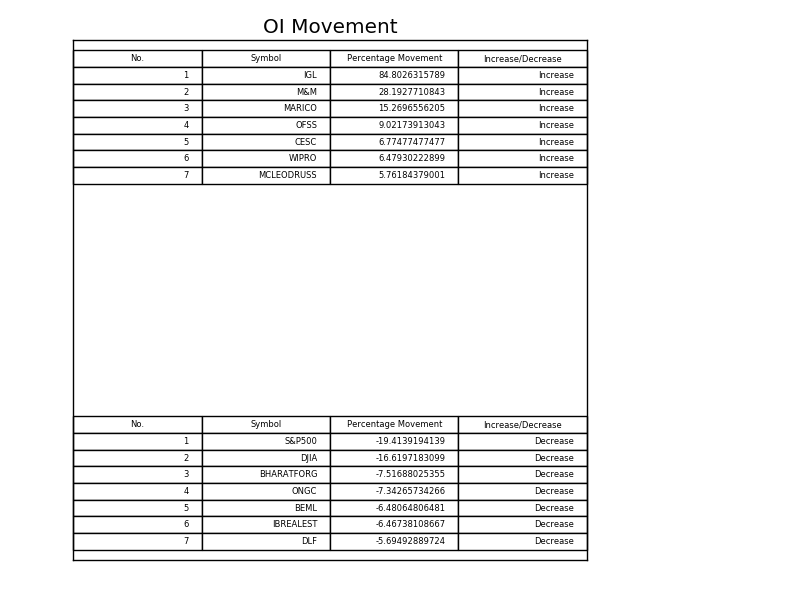 OI Movement
No. Symbol Percentage Movement Increase/Decrease
1 IGL 84.8026315789 Increase
2 M&M 28.1927710843 Increase
3 MARICO 15.2696556205 Increase
4 OFSS 9.02173913043 Increase
5 CESC 6.77477477477 Increase
6 WIPRO 6.47930222899 Increase
7 MCLEODRUSS 5.76184379001 Increase
No. Symbol Percentage Movement Increase/Decrease
1 S&P500 -19.4139194139 Decrease
2 DJIA -16.6197183099 Decrease
3 BHARATFORG -7.51688025355 Decrease
4 ONGC -7.34265734266 Decrease
5 BEML -6.48064806481 Decrease
6 IBREALEST -6.46738108667 Decrease
7 DLF -5.69492889724 Decrease